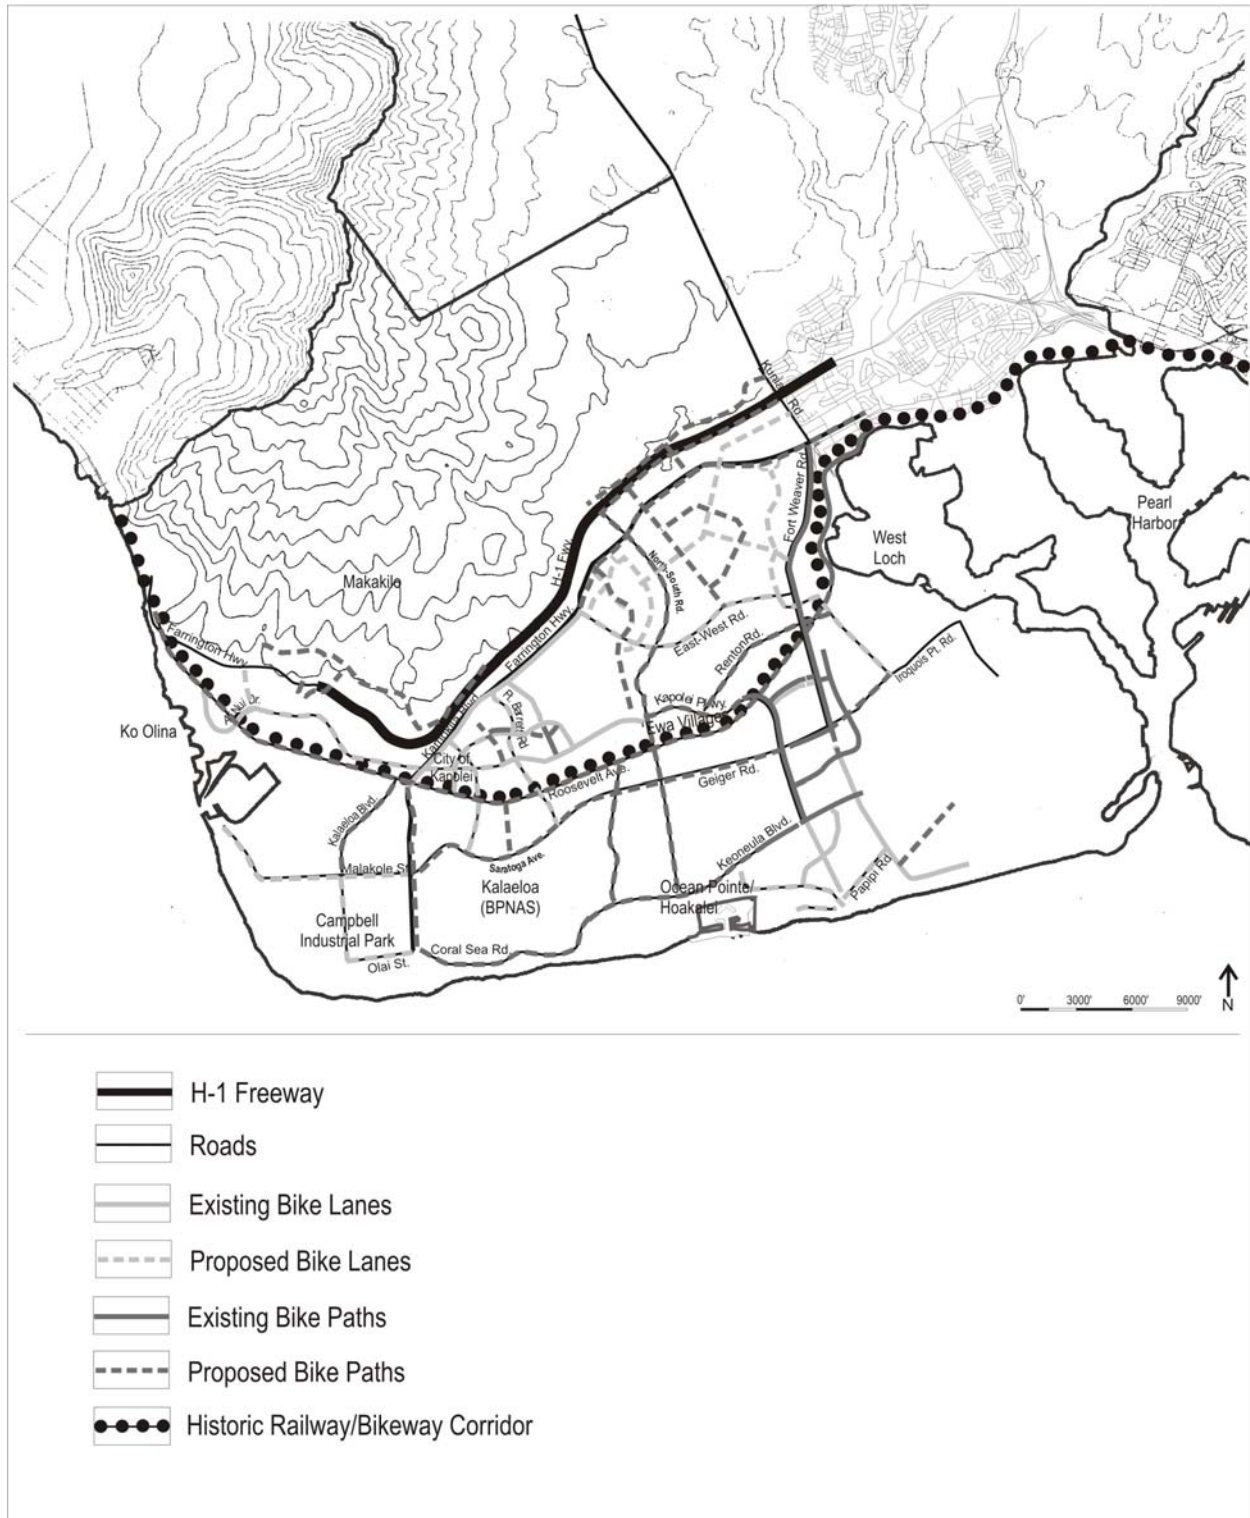 Kunia Rd.
Pearl
Harbor
Fort Weaver Rd.
West
Loch
H-1 Fwy
Makakilo
North-South Rd.
Farrington Hwy.
East-West Rd.
Renton Rd.
Iroquois Pt. Rd.
Farrington Hwy.
Kapolei Pkwy.
Ewa Villages
Ko Olina
City of
Kapolei
Roosevelt Ave.
Geiger Rd.
Kalaeloa Blvd.
Keoneula Blvd.
Malakole St.
Saratoga Ave.
Kalaeloa
(BPNAS)
Ocean Pointe/
Hoakalei
Papipi Rd
Campbell
Industrial Park
Coral Sea Rd.
Olai St.
0' 3000' 6000' 9000'
N
H-1 Freeway
Roads
Existing Bike Lanes
Proposed Bike Lanes
Existing Bike Paths
Proposed Bike Paths
Historic Railway/Bikeway Corridor